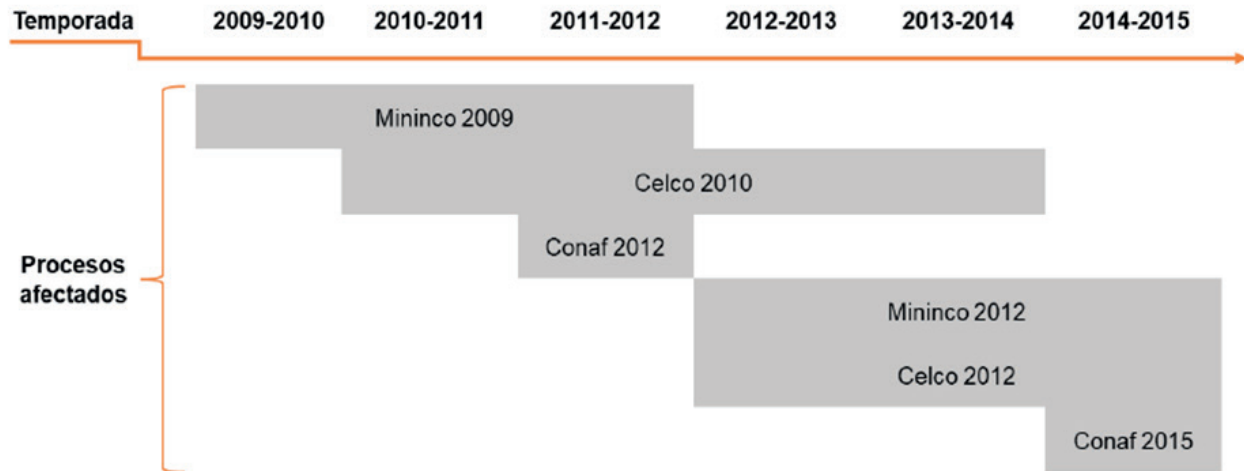 Temporada 2009-2010 2010-2011 2011-2012 2012-2013 2013-2014 2014-2015
Mininco 2009
Celco 2010
Conaf 2012
Procesos
afectados
Mininco 2012
Celco 2012
Conaf 2015